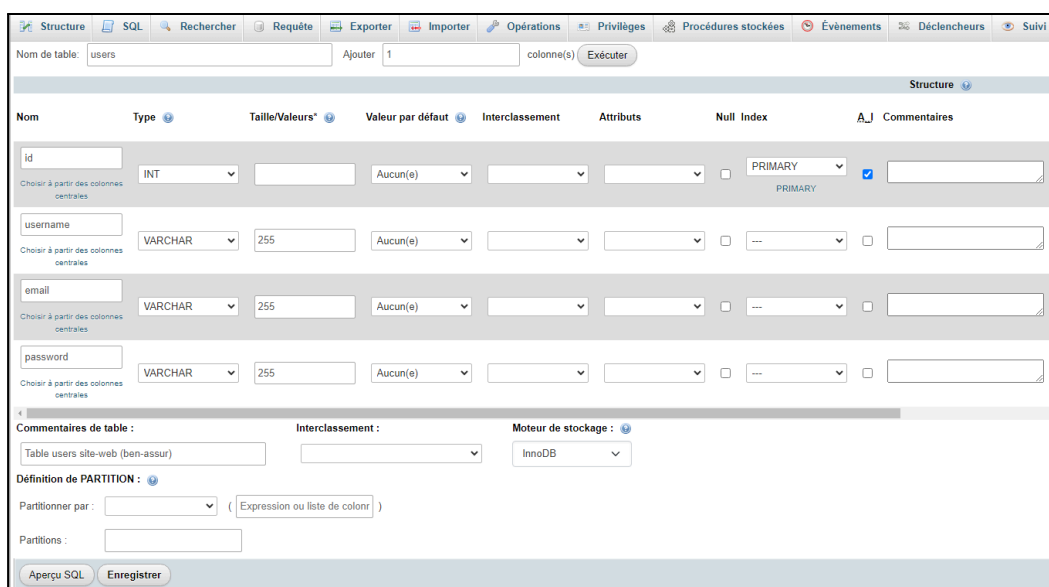 Structure SQL Rechercher Requête Exporter Importer Opérations Privilèges Procédures stockées Évènements Déclencheurs Suivi
Nom de table: users Ajouter 1 colonne(s) Exécuter
Structure
Nom Type Taille/Valeurs* Valeur par défaut Interclassement Attributs Null Index A_I Commentaires
id INT Aucun(e) PRIMARY
Choisir à partir des colonnes
centrales
PRIMARY
username VARCHAR 255 Aucun(e) ---
Choisir à partir des colonnes
centrales
email VARCHAR 255 Aucun(e) ---
Choisir à partir des colonnes
centrales
password VARCHAR 255 Aucun(e) ---
Choisir à partir des colonnes
centrales
Commentaires de table : Interclassement : Moteur de stockage :
Table users site-web (ben-assur) InnoDB
Définition de PARTITION :
Partitionner par : ( Expression ou liste de colonr )
Partitions :
Aperçu SQL Enregistrer